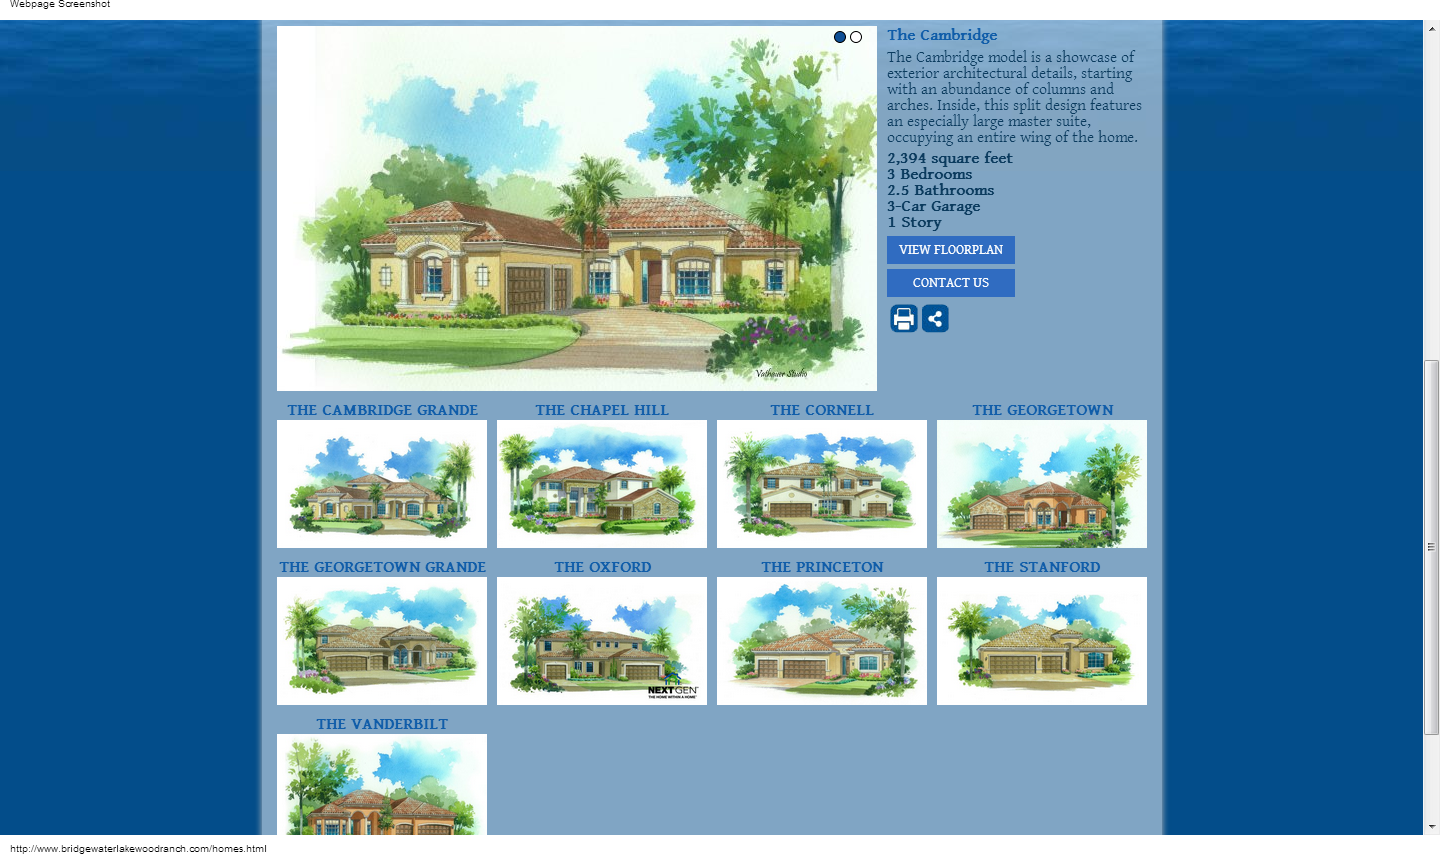 Webpage Screenshot
The Cambridge
The Cambridge model is a showcase of
exterior architectural details, starting
with an abundance of columns and
arches. Inside, this split design features
an especially large master suite,
occupying an entire wing of the home.
2,394 square feet
3 Bedrooms
2.5 Bathrooms
3-Car Garage
1 Story
VIEW FLOORPLAN
CONTACT US
Vathauer Studio
THE CAMBRIDGE GRANDE
THE CHAPEL HILL
THE CORNELL
THE GEORGETOWN
THE GEORGETOWN GRANDE
THE OXFORD
THE PRINCETON
THE STANFORD
NEXTGEN
THE HOME WITHIN A HOME
THE VANDERBILT
http://www.bridgewaterlakewoodranch.com/homes.html